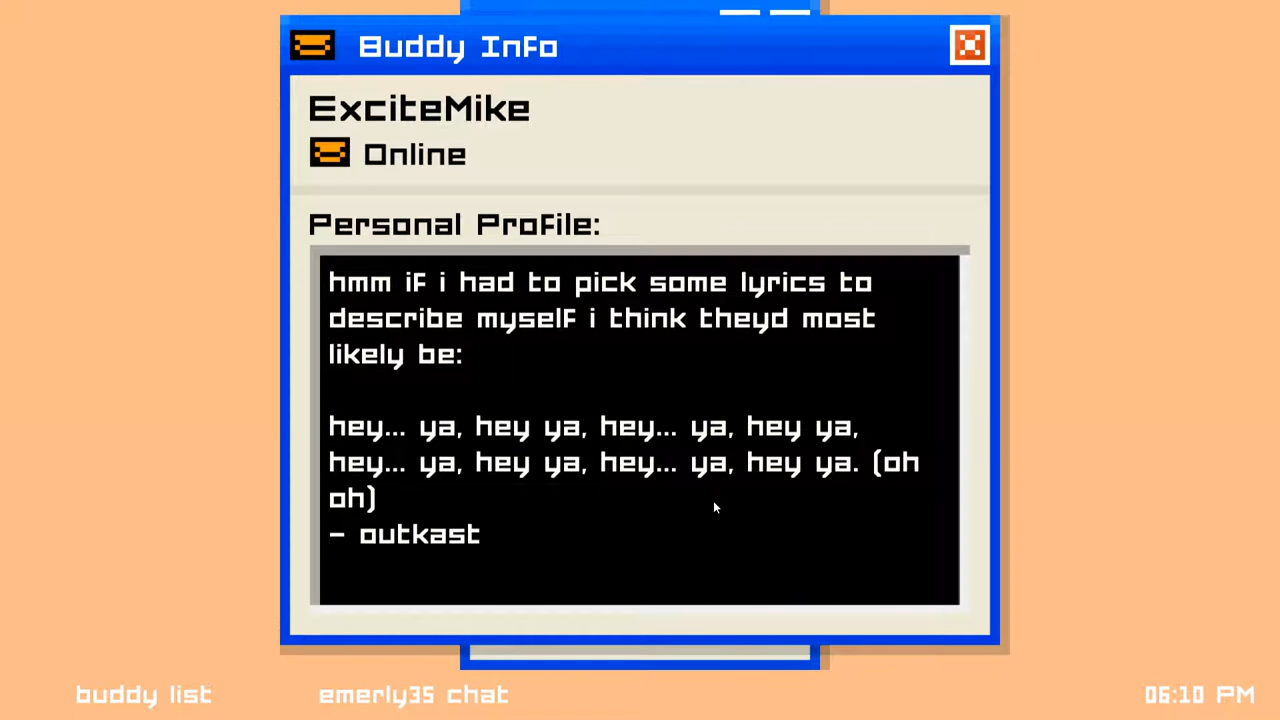 Buddy Info
ExciteMike
Online
Personal Profile:
hmm if i had to pick some lyrics to
describe myself i think theyd most
likely be:
hey... ya, hey ya, hey... ya, hey ya,
hey... ya, hey ya, hey... ya, hey ya. (oh
oh)
- outkast
buddy list
emerly35 chat
06:10 PM